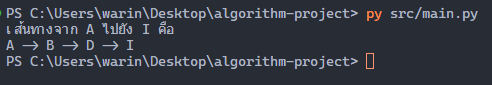 PS C:\Users\warin\Desktop\algorithm-project> py src/main.py
เส้นทางจาก A ไปยัง I คือ
A —> B —> D —> I
PS C:\Users\warin\Desktop\algorithm-project>